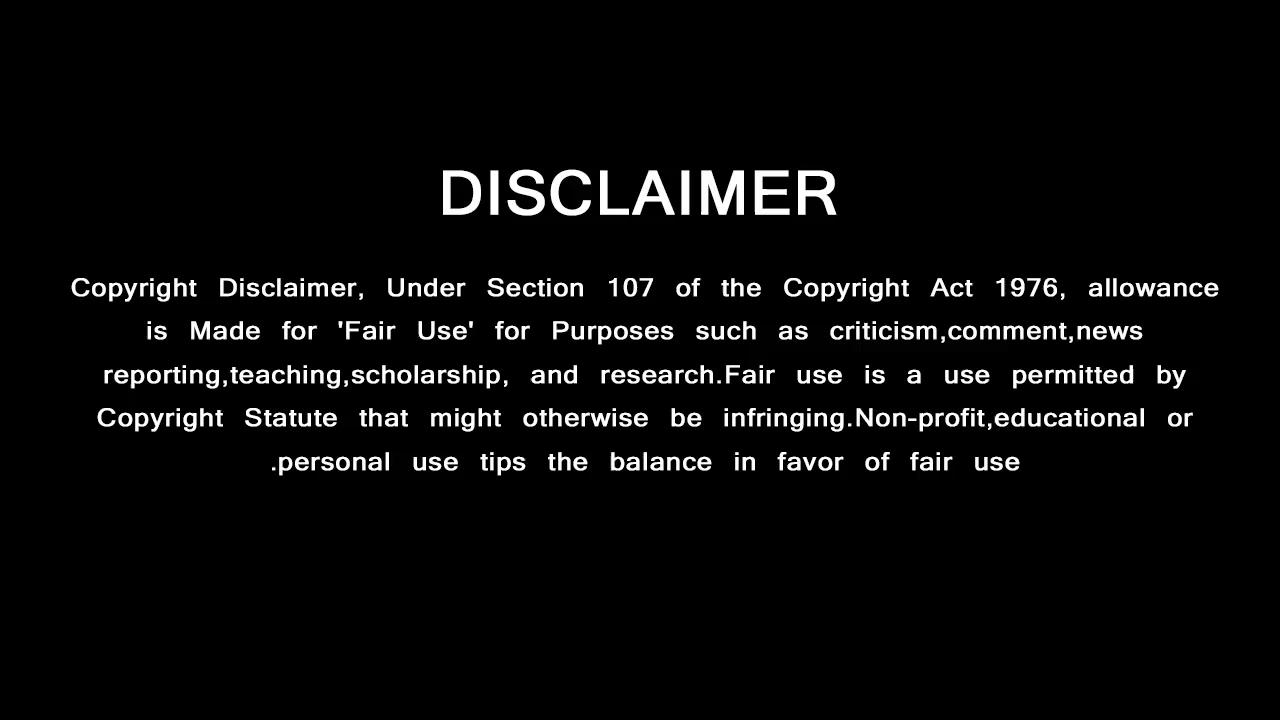 DISCLAIMER
Copyright Disclaimer, Under Section 107 of the Copyright Act 1976, allowance
is Made for 'Fair Use' for Purposes such as criticism,comment,news
reporting,teaching,scholarship, and research.Fair use is a use permitted by
Copyright Statute that might otherwise be infringing.Non-profit,educational or
.personal use tips the balance in favor of fair use